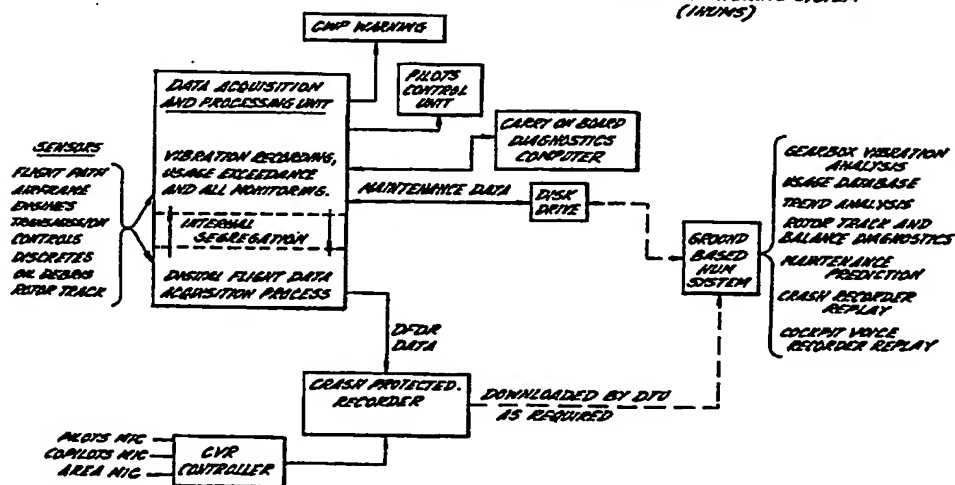 (IHUMS)
CWP WARNING
DATA ACQUISITION
AND PROCESSING UNIT
PILOTS
CONTROL
UNIT
CARRY ON BOARD
DIAGNOSTICS
COMPUTER
VIBRATION RECORDING,
USAGE EXCEEDANCE
AND ALL MONITORING.
INTERNAL
SEGREGATION
DIGITAL FLIGHT DATA
ACQUISITION PROCESS
SENSORS
FLIGHT PATH
AIRFRAME
ENGINES
TRANSMISSION
CONTROLS
DISCRETES
OIL DEBRIS
ROTOR TRACK
MAINTENANCE DATA
DISK
DRIVE
GROUND
BASED
HUM
SYSTEM
GEARBOX VIBRATION
ANALYSIS
USAGE DATABASE
TREND ANALYSIS
ROTOR TRACK AND
BALANCE DIAGNOSTICS
MAINTENANCE
PREDICTION
CRASH RECORDER
REPLAY
COCKPIT VOICE
RECORDER REPLAY
DFDR
DATA
CRASH PROTECTED.
RECORDER
DOWNLOADED BY DTU
AS REQUIRED
PILOTS MIC
COPILOTS MIC
AREA MIC
CVR
CONTROLLER